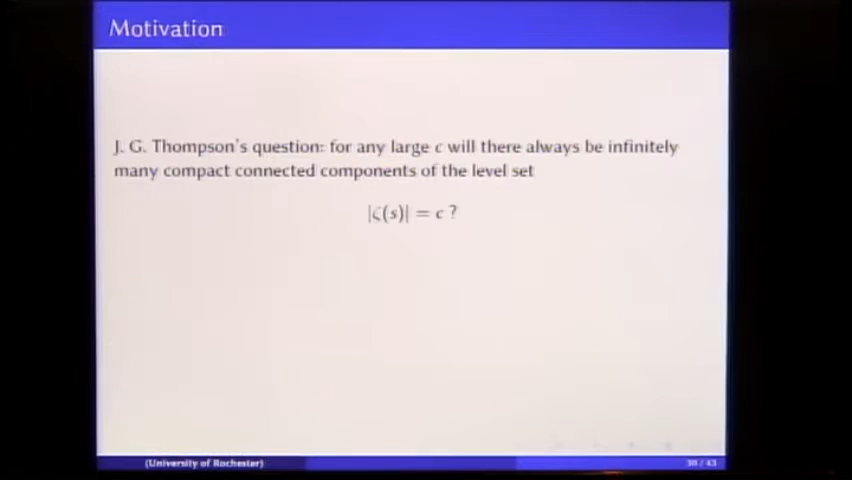 Motivation
J. G. Thompson's question: for any large c will there always be infinitely
many compact connected components of the level set
|ζ(s)| = c ?
(University of Rochester)
30 / 43